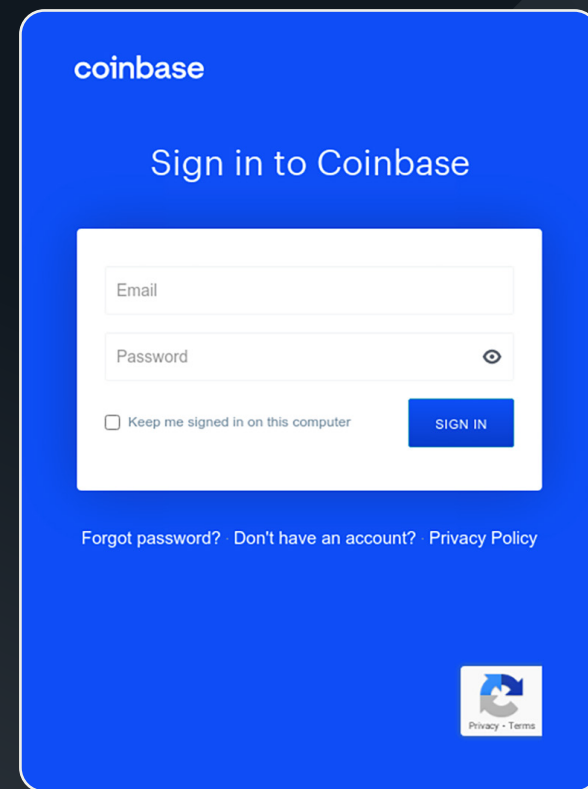 coinbase
Sign in to Coinbase
Email
Password
Keep me signed in on this computer
SIGN IN
Forgot password? · Don't have an account? · Privacy Policy
Privacy - Terms